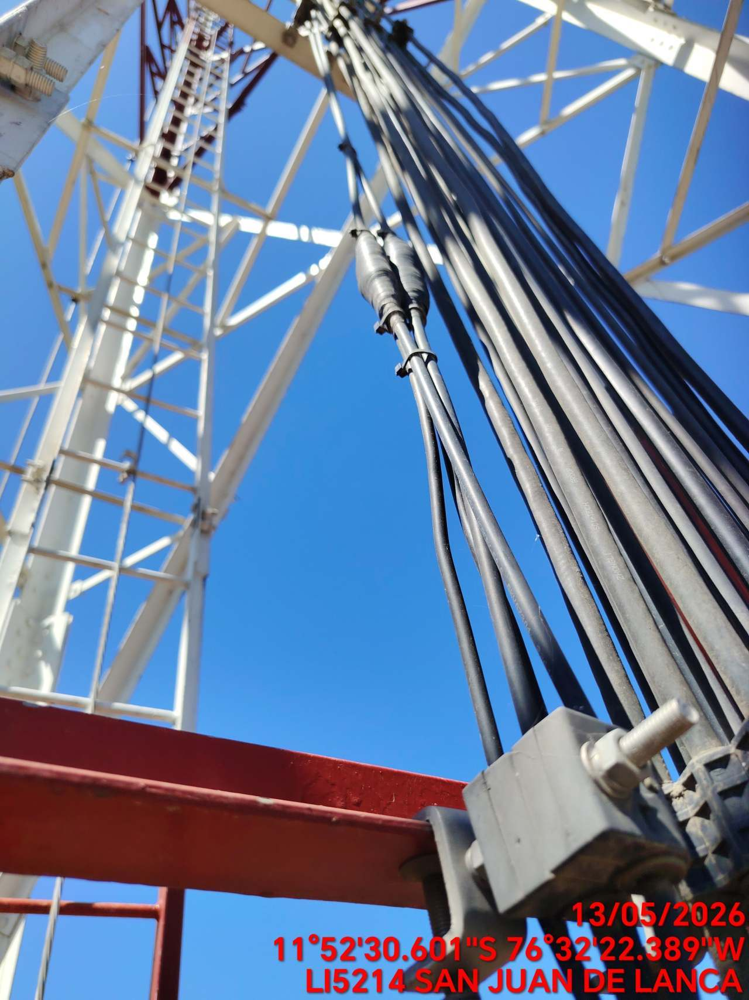 13/05/2026
11°52'30.601"S 76°32'22.389"W
LI5214 SAN JUAN DE LANCA